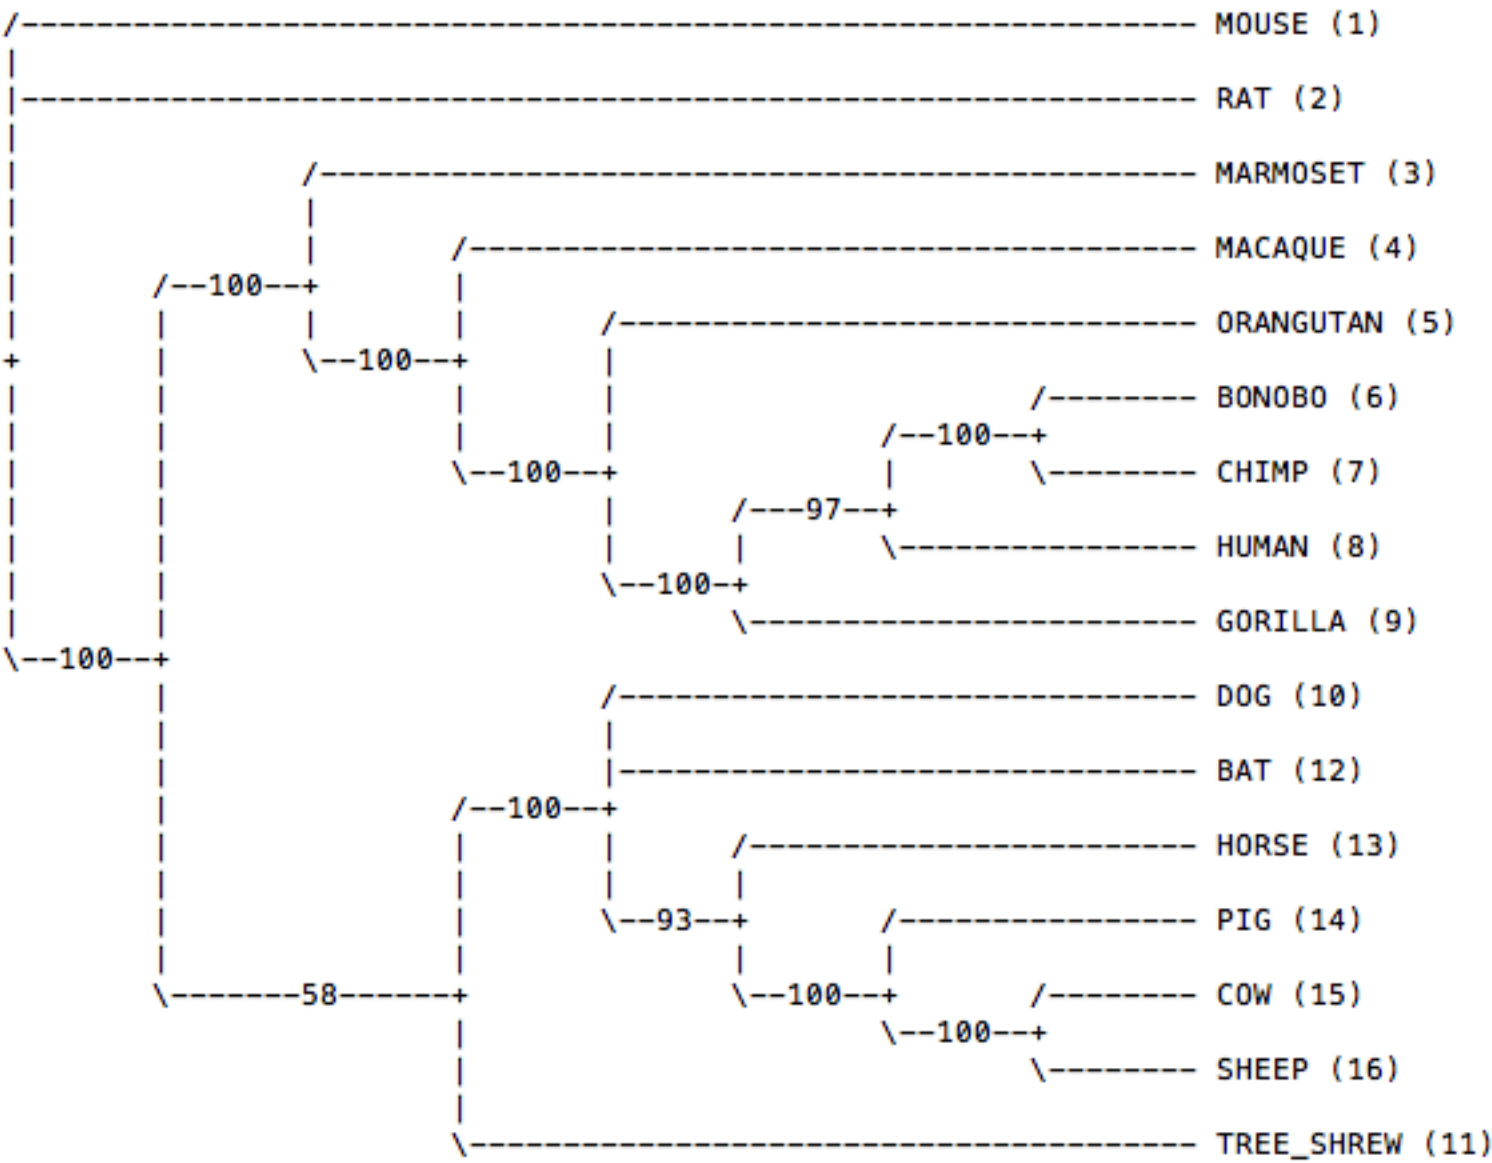 /--------------------------------------------------------------- MOUSE (1)
|
|--------------------------------------------------------------- RAT (2)
|
|               /----------------------------------------------- MARMOSET (3)
|               |
|               |       /--------------------------------------- MACAQUE (4)
|       /--100--+       |
|       |       |       |       /------------------------------- ORANGUTAN (5)
+       |       \--100--+       |
|       |               |       |                      /-------- BONOBO (6)
|       |               |       |              /--100--+
|       |               \--100--+              |       \-------- CHIMP (7)
|       |                       |      /---97--+
|       |                       |      |       \---------------- HUMAN (8)
|       |                       \--100-+
|       |                              \------------------------ GORILLA (9)
\--100--+
        |                       /------------------------------- DOG (10)
        |                       |
        |                       |------------------------------- BAT (12)
        |               /--100--+
        |               |       |      /------------------------ HORSE (13)
        |               |       |      |
        |               |       \--93--+       /---------------- PIG (14)
        |               |              |       |
        \-------58------+              \--100--+       /-------- COW (15)
                        |                      \--100--+
                        |                              \-------- SHEEP (16)
                        |
                        \--------------------------------------- TREE_SHREW (11)